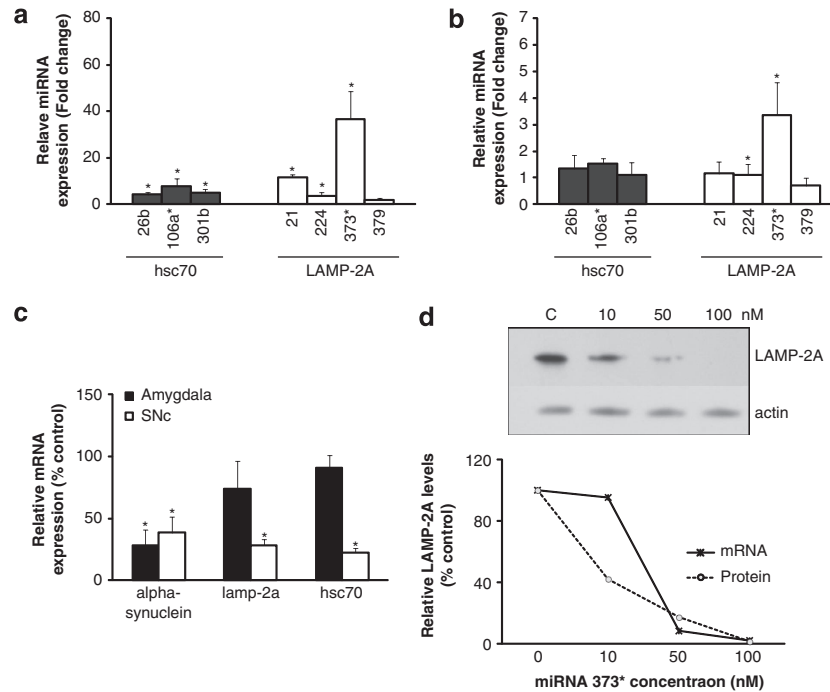 a
Relave miRNA
expression (Fold change)
80
60
40
20
0
* * * * * *
26b
106a*
301b
21
224
373*
379
hsc70
LAMP-2A
b
Relative miRNA
expression (Fold change)
7
6
5
4
3
2
1
0
* *
26b
106a*
301b
21
224
373*
379
hsc70
LAMP-2A
c
Relative mRNA
expression (% control)
150
100
50
0
Amygdala
SNc
* * * *
alpha-
synuclein
lamp-2a
hsc70
d
C 10 50 100 nM
LAMP-2A
actin
Relative LAMP-2A levels
(% control)
120
80
40
0
mRNA
Protein
0 10 50 100
miRNA 373* concentraon (nM)